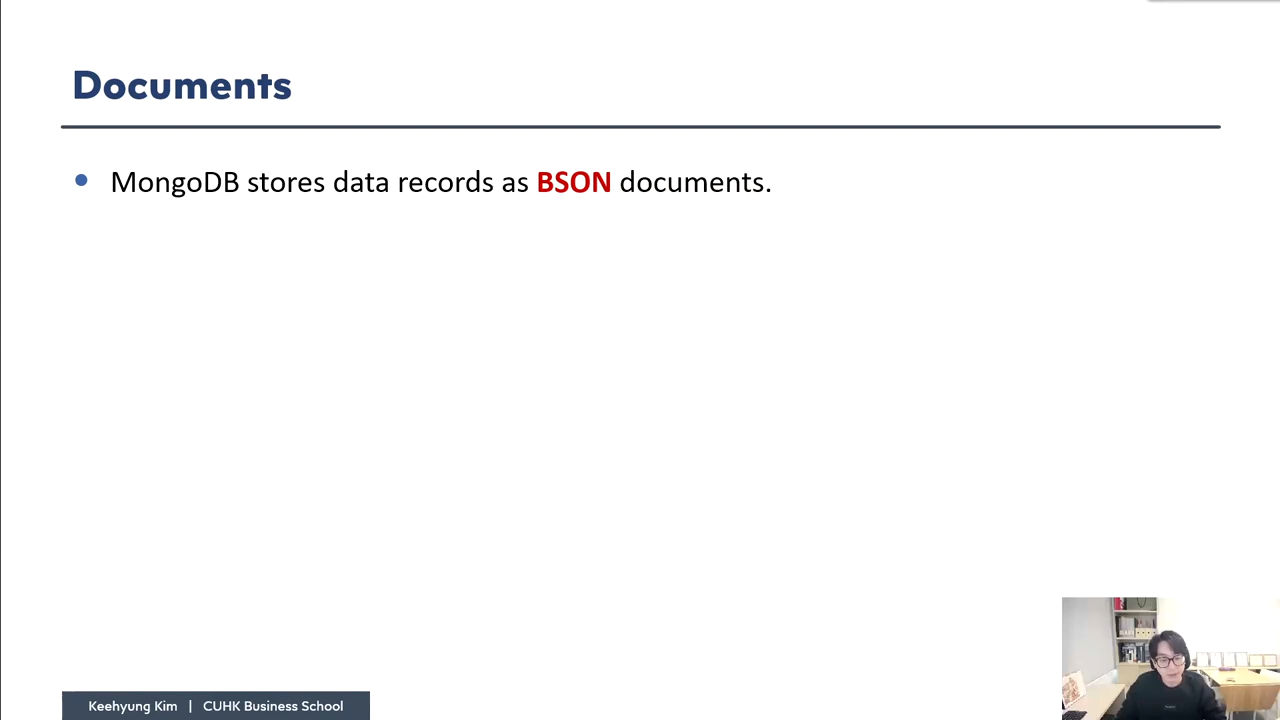 Documents
• MongoDB stores data records as BSON documents.
Keehyung Kim | CUHK Business School